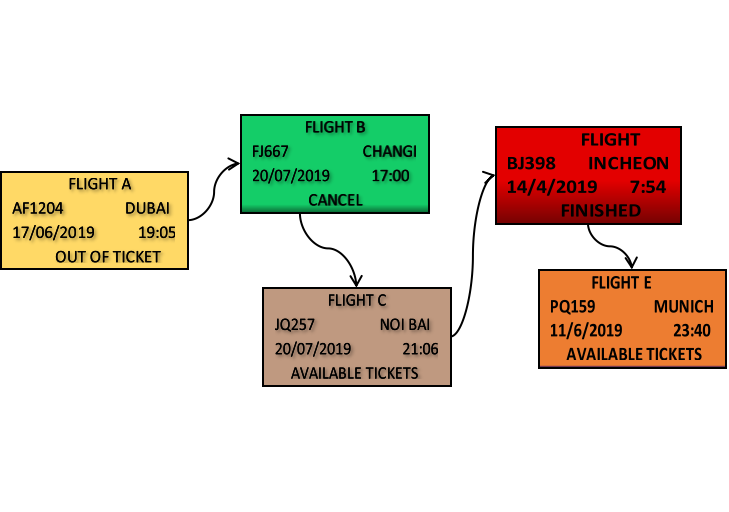 FLIGHT A
AF1204 DUBAI
17/06/2019 19:05
OUT OF TICKET
FLIGHT B
FJ667 CHANGI
20/07/2019 17:00
CANCEL
FLIGHT C
JQ257 NOI BAI
20/07/2019 21:06
AVAILABLE TICKETS
FLIGHT
BJ398 INCHEON
14/4/2019 7:54
FINISHED
FLIGHT E
PQ159 MUNICH
11/6/2019 23:40
AVAILABLE TICKETS